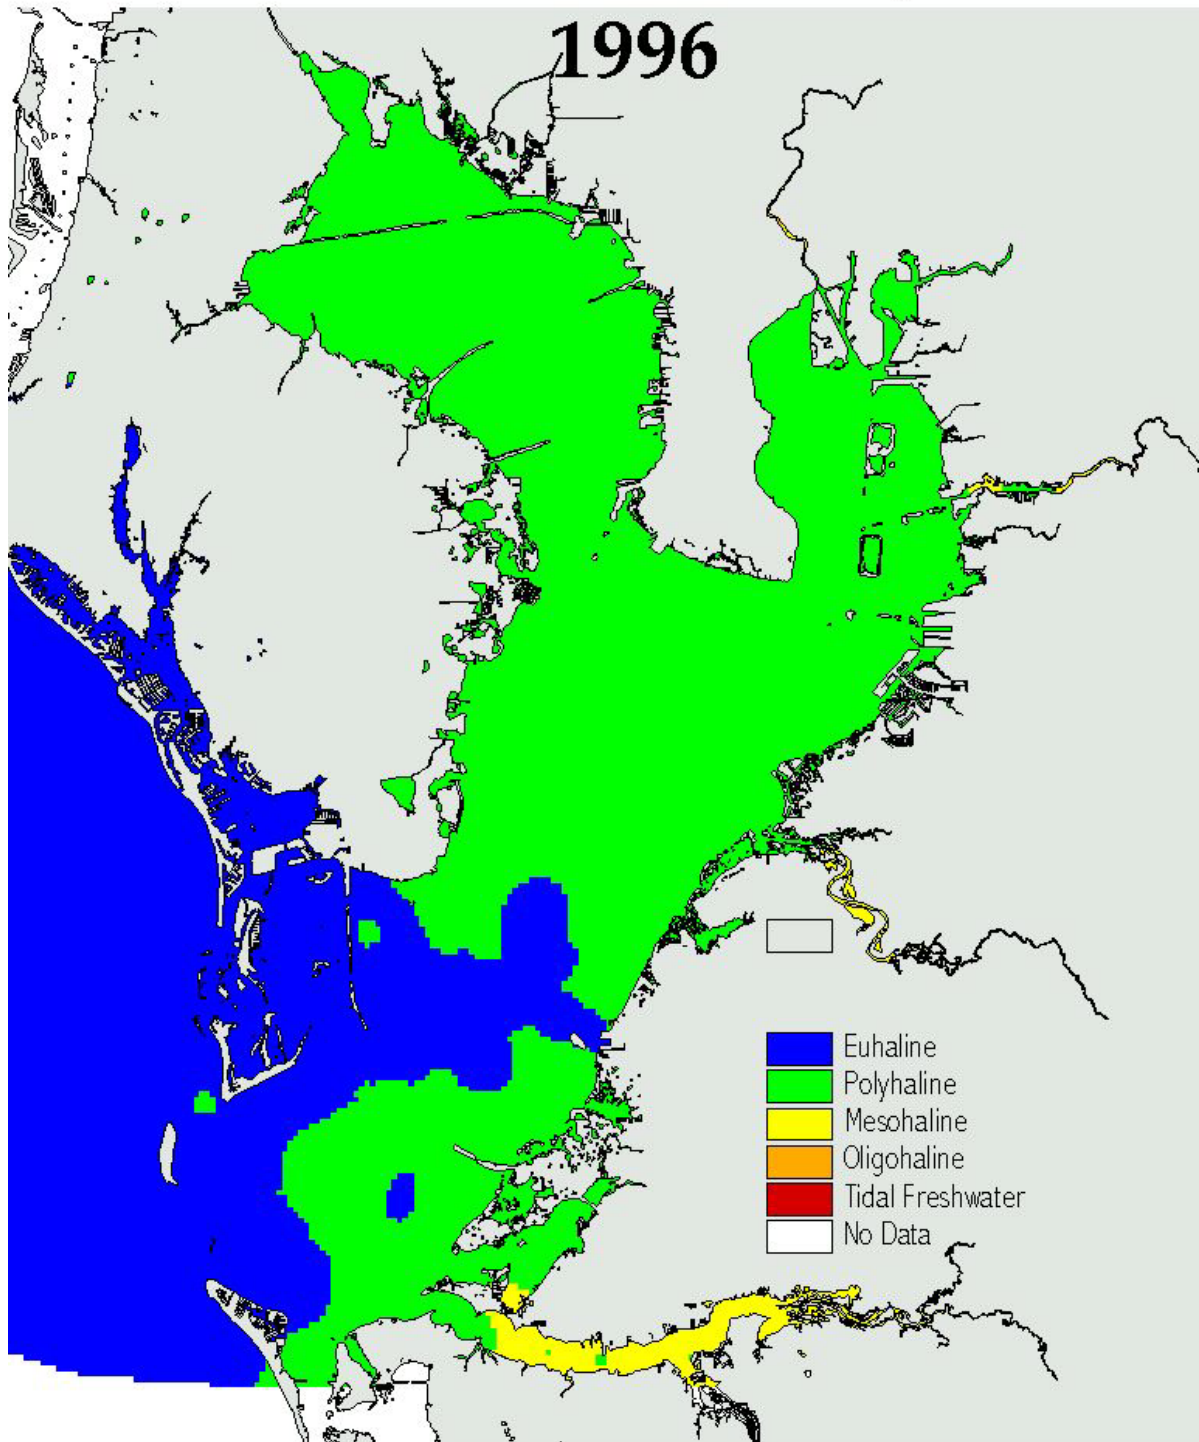 1996
Euhaline
Polyhaline
Mesohaline
Oligohaline
Tidal Freshwater
No Data